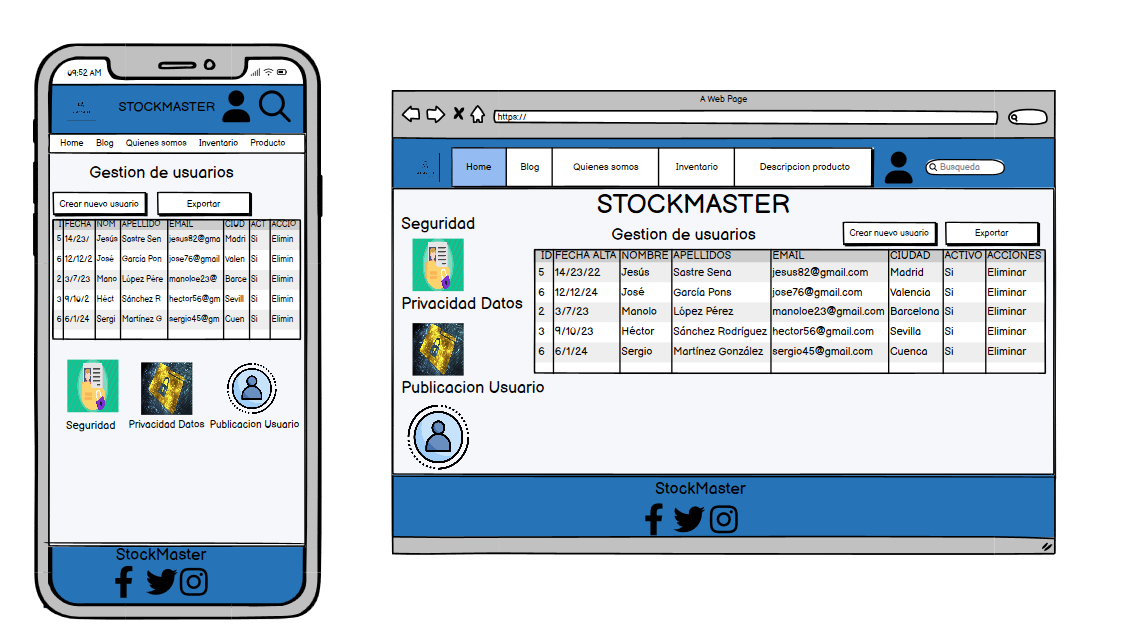 09:52 AM
STOCKMASTER
Home Blog Quienes somos Inventario Producto
Gestion de usuarios
Crear nuevo usuario Exportar
I FECHA NOM APELLIDO EMAIL CIUD ACT ACCIO
5 14/23/ Jesús Sastre Sen jesus82@gma Madri Si Elimin
6 12/12/2 José García Pon jose76@gmail Valen Si Elimin
2 3/7/23 Mano López Pére manoloe23@ Barce Si Elimin
3 9/10/2 Héct Sánchez R hector56@gm Sevill Si Elimin
6 6/1/24 Sergi Martínez G sergio45@gm Cuen Si Elimin
Seguridad Privacidad Datos Publicacion Usuario
StockMaster
A Web Page
https://
Home Blog Quienes somos Inventario Descripcion producto Busqueda
STOCKMASTER
Seguridad
Privacidad Datos
Publicacion Usuario
Gestion de usuarios
Crear nuevo usuario Exportar
ID FECHA ALTA NOMBRE APELLIDOS EMAIL CIUDAD ACTIVO ACCIONES
5 14/23/22 Jesús Sastre Sena jesus82@gmail.com Madrid Si Eliminar
6 12/12/24 José García Pons jose76@gmail.com Valencia Si Eliminar
2 3/7/23 Manolo López Pérez manoloe23@gmail.com Barcelona Si Eliminar
3 9/10/23 Héctor Sánchez Rodríguez hector56@gmail.com Sevilla Si Eliminar
6 6/1/24 Sergio Martínez González sergio45@gmail.com Cuenca Si Eliminar
StockMaster